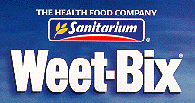 THE HEALTH FOOD COMPANY
Sanitarium®
Weet-Bix®